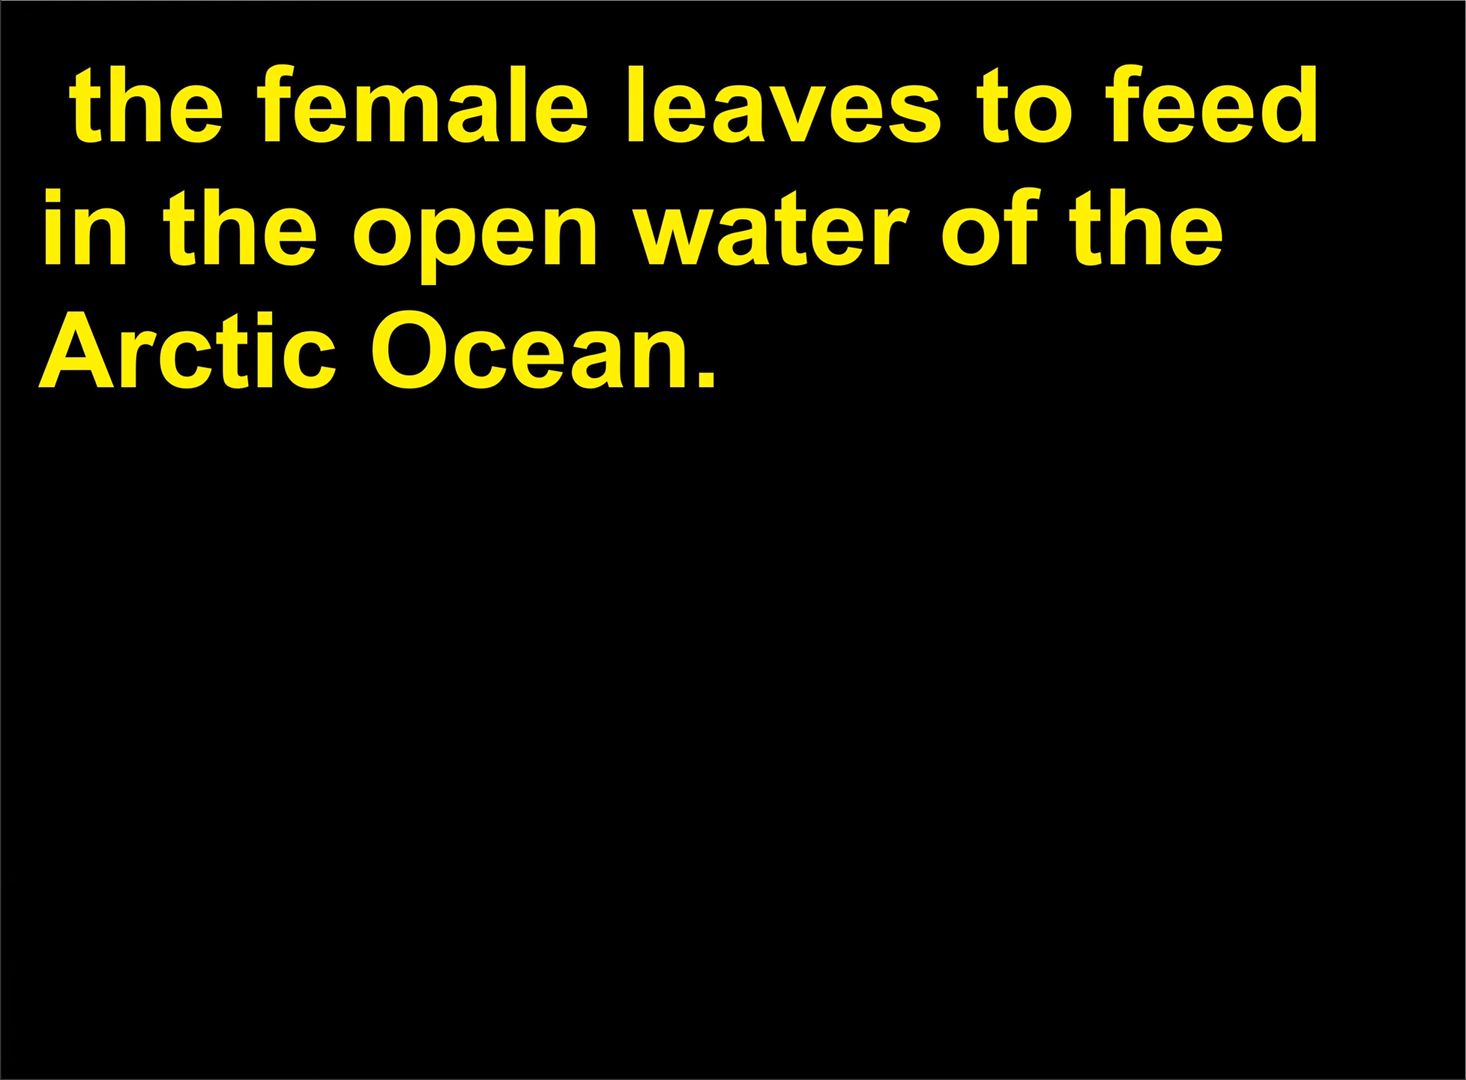 the female leaves to feed
in the open water of the
Arctic Ocean.